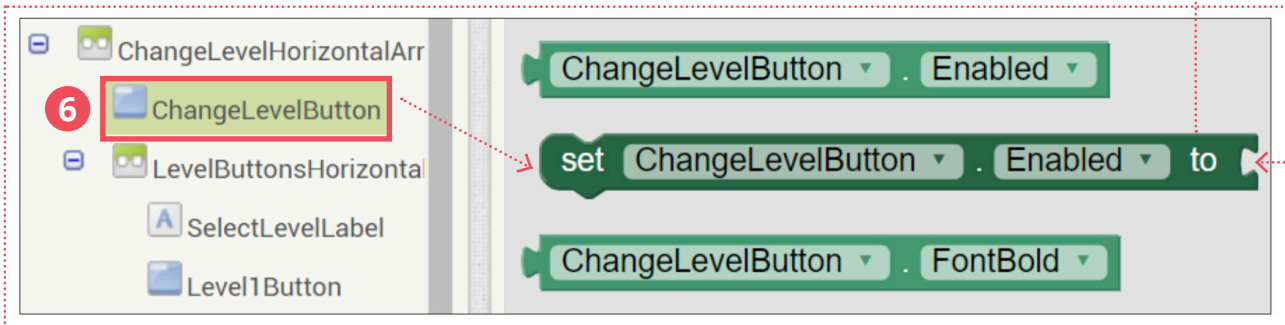 ChangeLevelHorizontalArr
6 ChangeLevelButton
LevelButtonsHorizontal
A SelectLevelLabel
Level1Button
ChangeLevelButton . Enabled
set ChangeLevelButton . Enabled to
ChangeLevelButton . FontBold